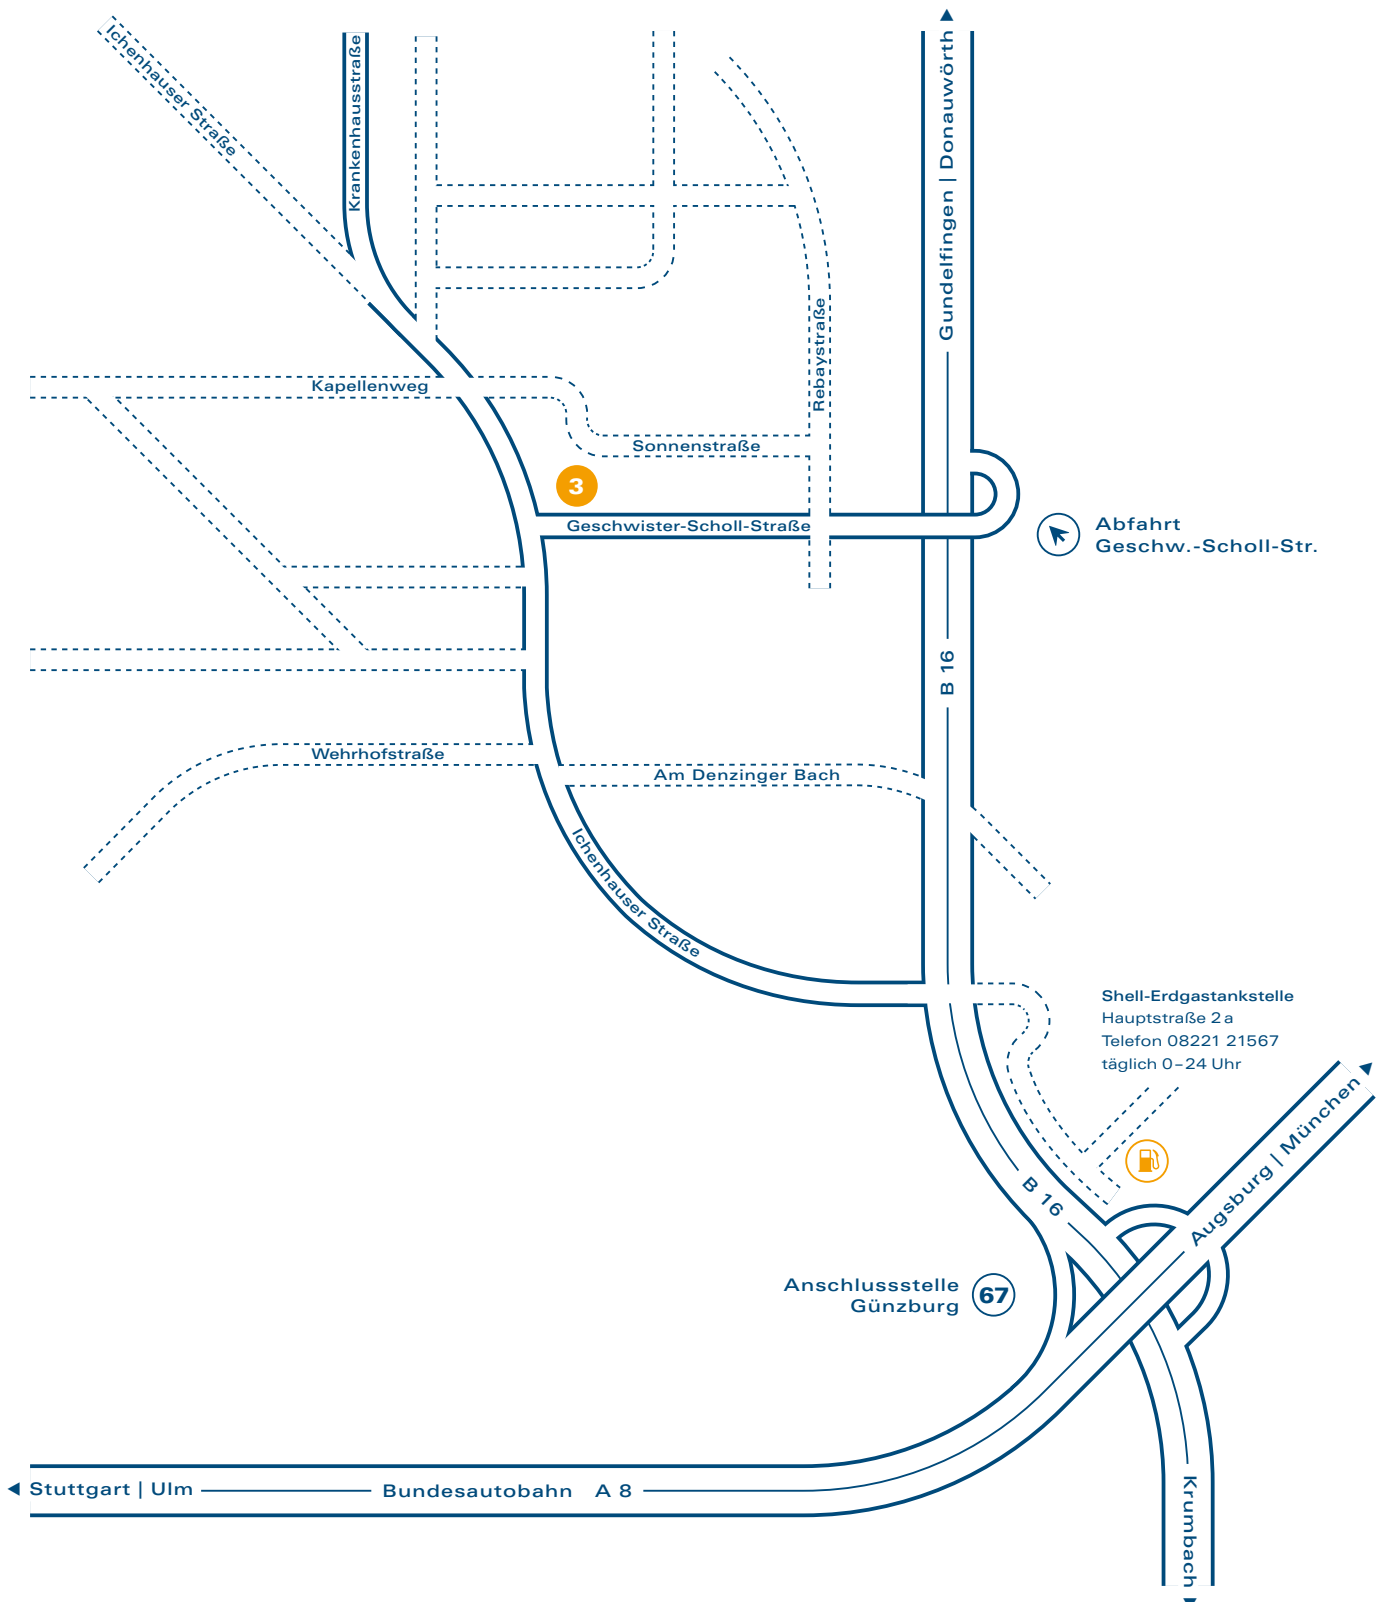 Ichenhauser Straße
Krankenhausstraße
Gundelfingen | Donauwörth
Rebaystraße
Kapellenweg
Sonnenstraße
3
Geschwister-Scholl-Straße
Abfahrt
Geschw.-Scholl-Str.
B 16
Wehrhofstraße
Am Denzinger Bach
Ichenhauser Straße
Shell-Erdgastankstelle
Hauptstraße 2 a
Telefon 08221 21567
täglich 0–24 Uhr
Augsburg | München
B 16
Anschlussstelle
Günzburg
67
Stuttgart | Ulm
Bundesautobahn A 8
Krumbach